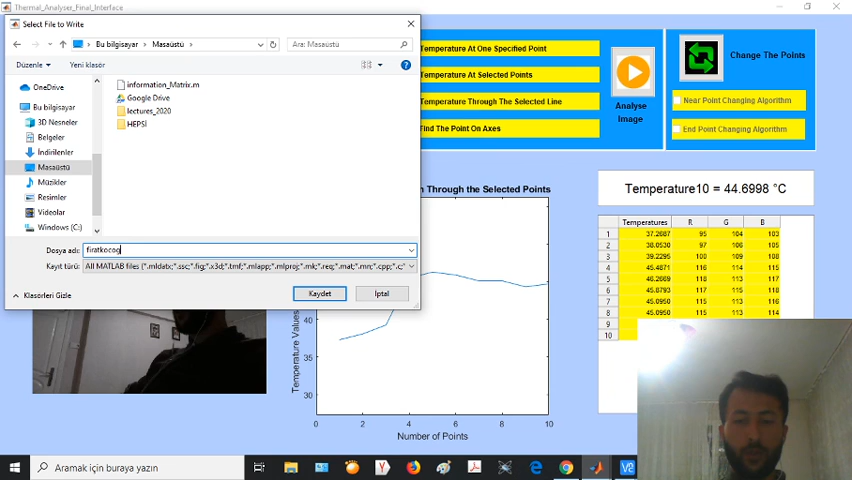 Thermal_Analyser_Final_Interface
Select File to Write
Bu bilgisayar
Masaüstü
Ara: Masaüstü
Düzenle
Yeni klasör
OneDrive
Bu bilgisayar
3D Nesneler
Belgeler
İndirilenler
Masaüstü
Müzikler
Resimler
Videolar
Windows (C:)
information_Matrix.m
Google Drive
lectures_2020
HEPSİ
Dosya adı:
firatkocog
Kayıt türü:
All MATLAB files (*.mldatx;*.ssc;*.fig;*.x3d;*.tmf;*.mlapp;*.mlproj;*.mk;*.req;*.mat;*.mn;*.cpp;*.c;*
Klasörleri Gizle
Kaydet
İptal
Temperature At One Specified Point
Temperature At Selected Points
Temperature Through The Selected Line
Find The Point On Axes
Analyse
Image
Change The Points
Near Point Changing Algorithm
End Point Changing Algorithm
n Through the Selected Points
Temperature Values
40
35
30
0 2 4 6 8 10
Number of Points
Temperature10 = 44.6998 °C
Temperatures R G B
1 37.2687 95 104 103
2 38.0530 97 106 105
3 39.2295 100 109 108
4 45.4871 116 113 116
5 46.2669 118 113 115
6 45.8793 117 115 118
7 45.0950 115 113 116
8 45.0950 115 113 114
9
10
Aramak için buraya yazın